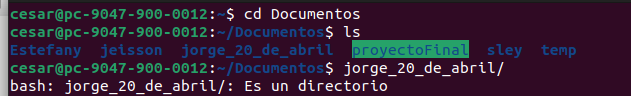 cesar@pc-9047-900-0012:~$ cd Documentos
cesar@pc-9047-900-0012:~/Documentos$ ls
Estefany  jeisson  jorge_20_de_abril  proyectoFinal  sley  temp
cesar@pc-9047-900-0012:~/Documentos$ jorge_20_de_abril/
bash: jorge_20_de_abril/: Es un directorio